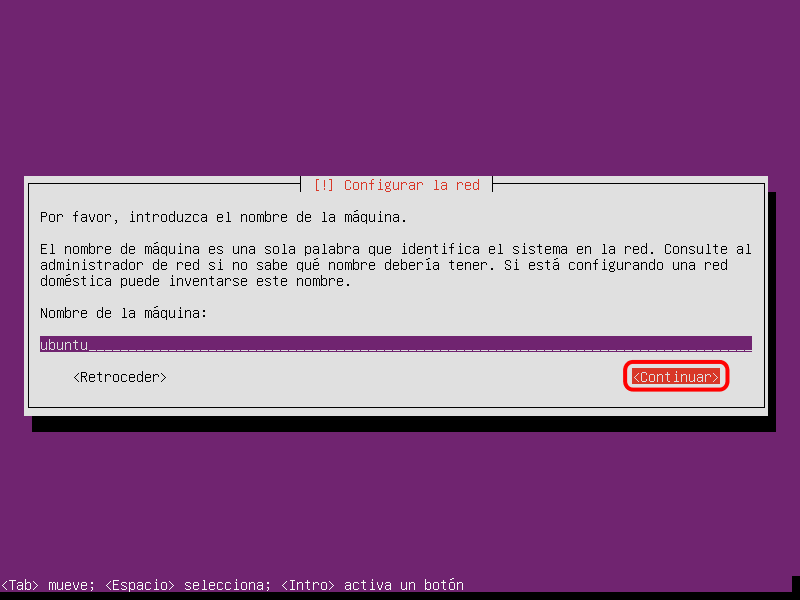 [!] Configurar la red
Por favor, introduzca el nombre de la máquina.
El nombre de máquina es una sola palabra que identifica el sistema en la red. Consulte al
administrador de red si no sabe qué nombre debería tener. Si está configurando una red
doméstica puede inventarse este nombre.
Nombre de la máquina:
ubuntu
<Retroceder> <Continuar>
<Tab> mueve; <Espacio> selecciona; <Intro> activa un botón